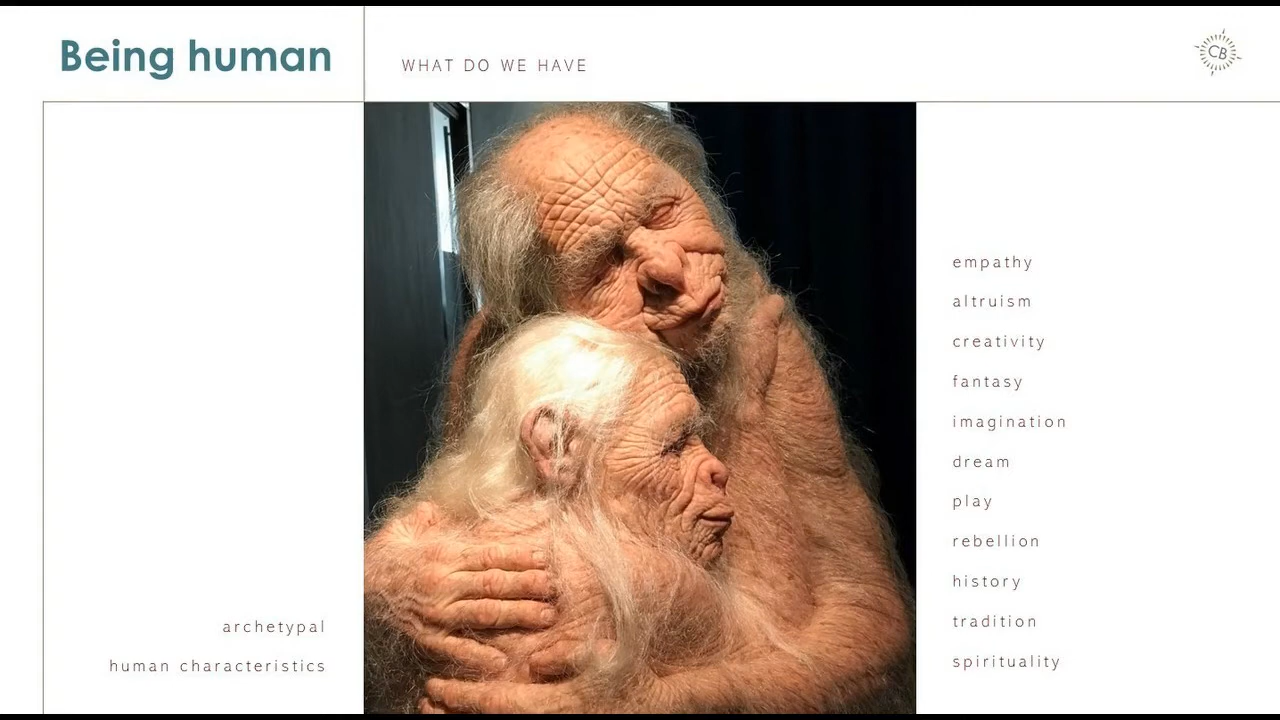 Being human
WHAT DO WE HAVE
CB
empathy
altruism
creativity
fantasy
imagination
dream
play
rebellion
history
tradition
spirituality
archetypal
human characteristics